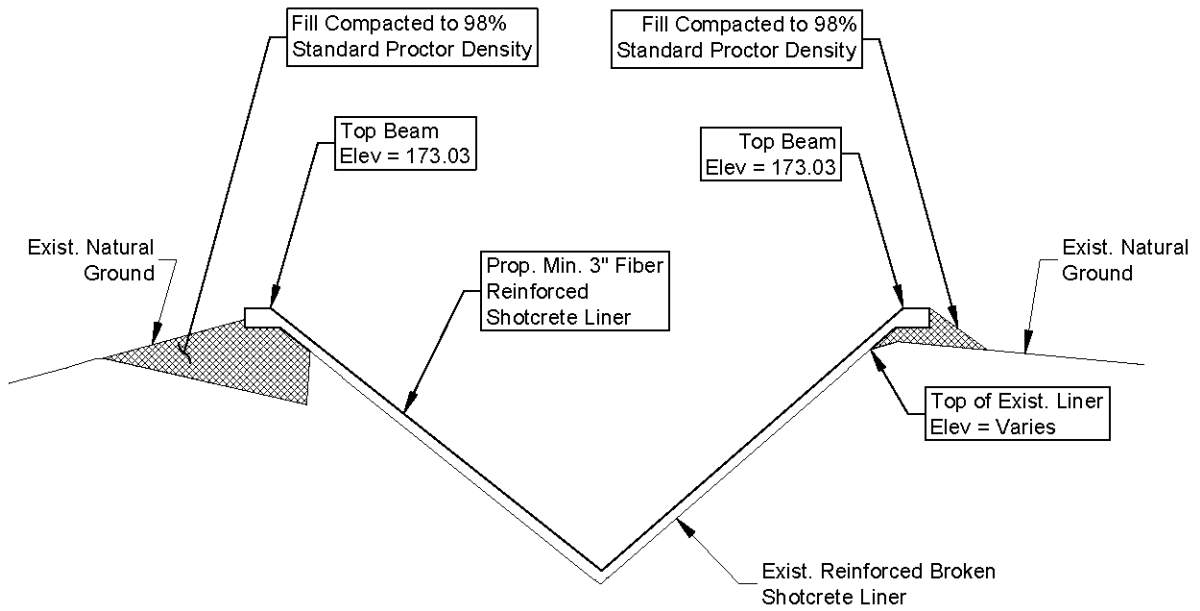 Fill Compacted to 98%
Standard Proctor Density
Fill Compacted to 98%
Standard Proctor Density
Top Beam
Elev = 173.03
Top Beam
Elev = 173.03
Exist. Natural
Ground
Prop. Min. 3" Fiber
Reinforced
Shotcrete Liner
Exist. Natural
Ground
Top of Exist. Liner
Elev = Varies
Exist. Reinforced Broken
Shotcrete Liner